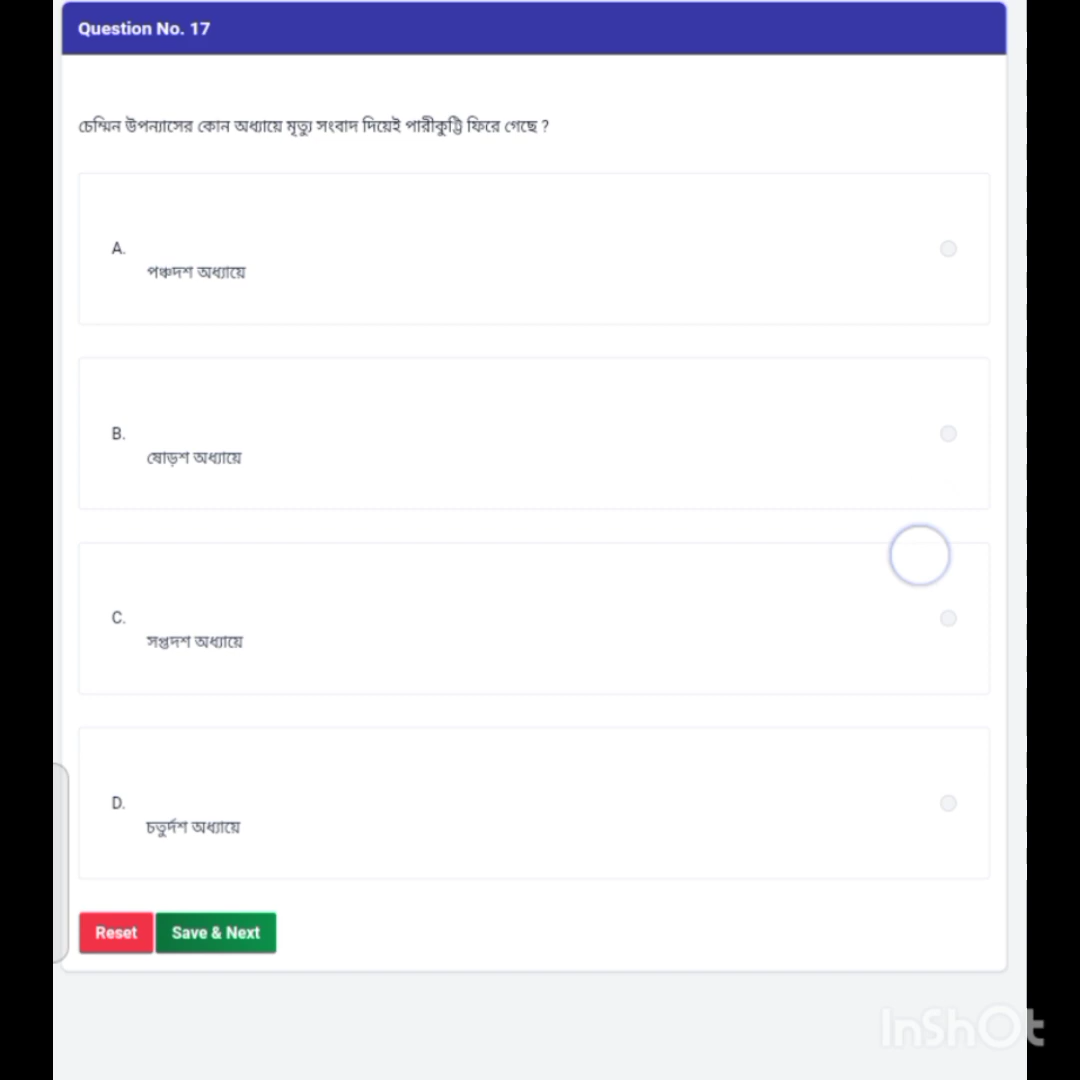 Question No. 17
চেম্মিন উপন্যাসের কোন অধ্যায়ে মৃত্যু সংবাদ দিয়েই পারীকুট্টি ফিরে গেছে ?
A.
পঞ্চদশ অধ্যায়ে
B.
ষোড়শ অধ্যায়ে
C.
সপ্তদশ অধ্যায়ে
D.
চতুর্দশ অধ্যায়ে
Reset Save & Next
InShOt